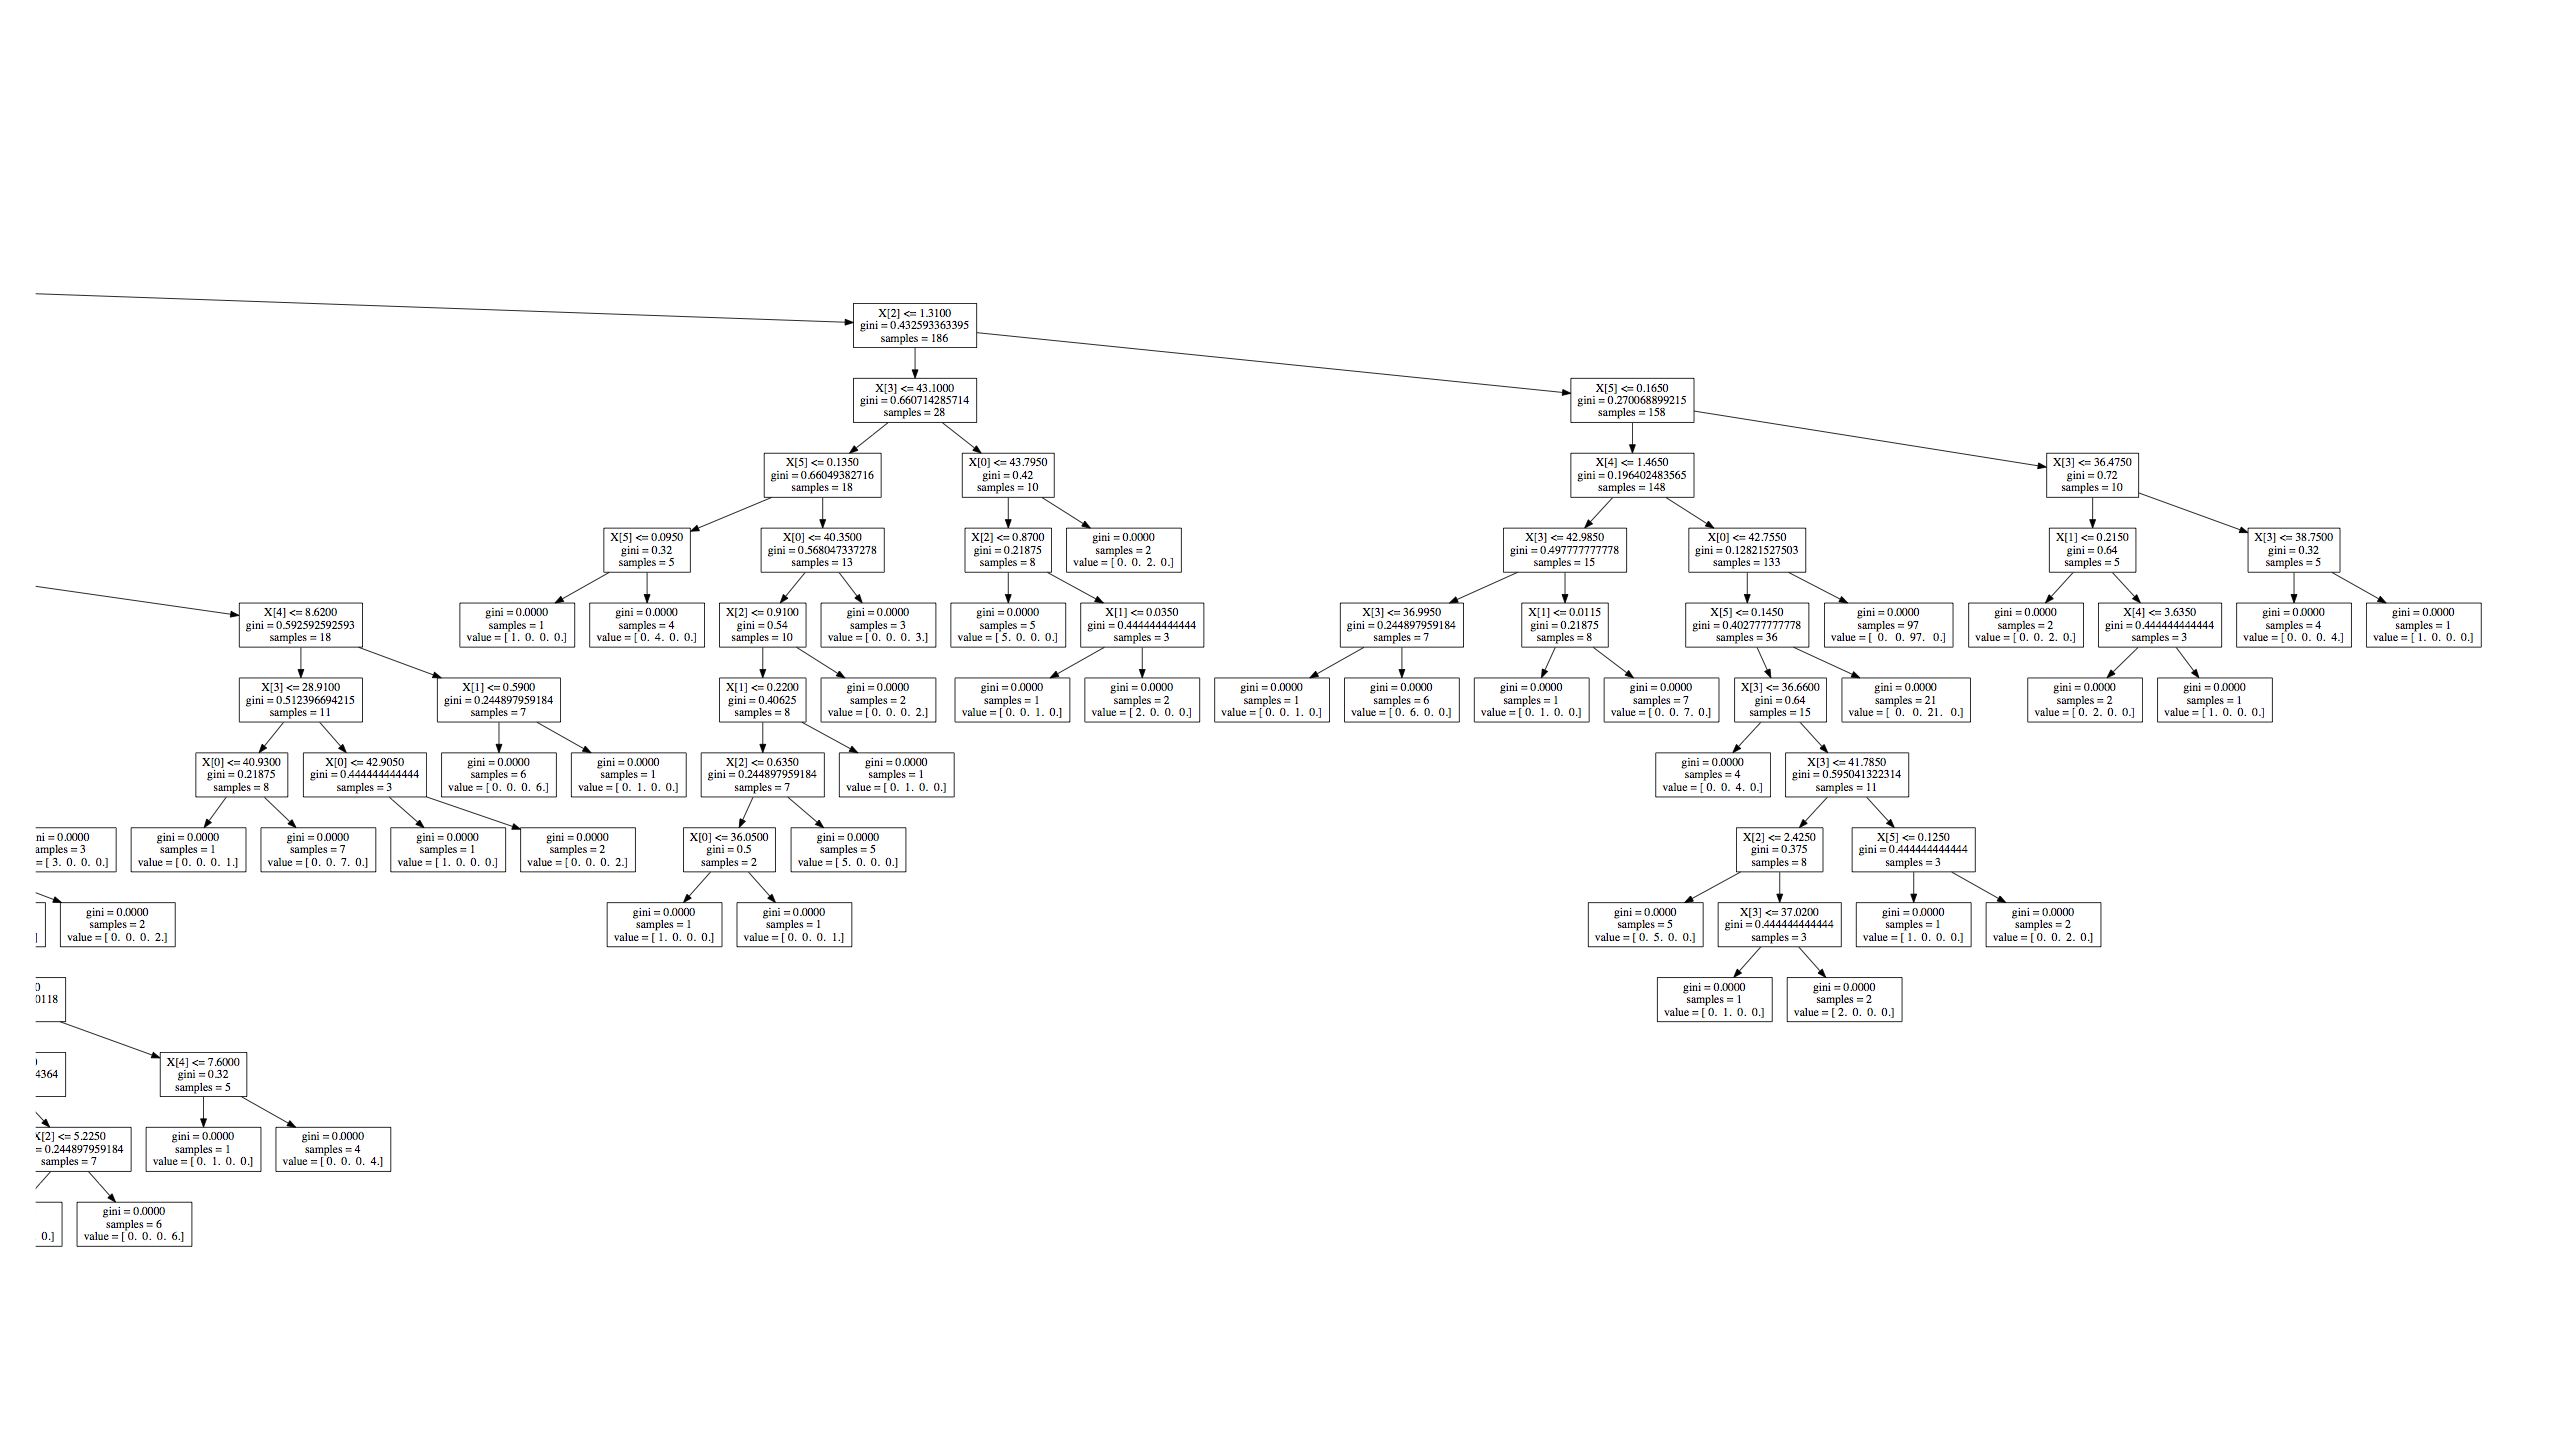 X[2] <= 1.3100
gini = 0.432593363395
samples = 186
X[3] <= 43.1000
gini = 0.660714285714
samples = 28
X[5] <= 0.1650
gini = 0.270068899215
samples = 158
X[5] <= 0.1350
gini = 0.66049382716
samples = 18
X[0] <= 43.7950
gini = 0.42
samples = 10
X[4] <= 1.4650
gini = 0.196402483565
samples = 148
X[3] <= 36.4750
gini = 0.72
samples = 10
X[5] <= 0.0950
gini = 0.32
samples = 5
X[0] <= 40.3500
gini = 0.568047337278
samples = 13
X[2] <= 0.8700
gini = 0.21875
samples = 8
gini = 0.0000
samples = 2
value = [ 0. 0. 2. 0.]
X[3] <= 42.9850
gini = 0.497777777778
samples = 15
X[0] <= 42.7550
gini = 0.12821527503
samples = 133
X[1] <= 0.2150
gini = 0.64
samples = 5
X[3] <= 38.7500
gini = 0.32
samples = 5
X[4] <= 8.6200
gini = 0.592592592593
samples = 18
gini = 0.0000
samples = 1
value = [ 1. 0. 0. 0.]
gini = 0.0000
samples = 4
value = [ 0. 4. 0. 0.]
X[2] <= 0.9100
gini = 0.54
samples = 10
gini = 0.0000
samples = 3
value = [ 0. 0. 0. 3.]
gini = 0.0000
samples = 5
value = [ 5. 0. 0. 0.]
X[1] <= 0.0350
gini = 0.444444444444
samples = 3
X[3] <= 36.9950
gini = 0.244897959184
samples = 7
X[1] <= 0.0115
gini = 0.21875
samples = 8
X[5] <= 0.1450
gini = 0.402777777778
samples = 36
gini = 0.0000
samples = 97
value = [ 0. 0. 97. 0.]
gini = 0.0000
samples = 2
value = [ 0. 0. 2. 0.]
X[4] <= 3.6350
gini = 0.444444444444
samples = 3
gini = 0.0000
samples = 4
value = [ 0. 0. 0. 4.]
gini = 0.0000
samples = 1
value = [ 1. 0. 0. 0.]
X[3] <= 28.9100
gini = 0.512396694215
samples = 11
X[1] <= 0.5900
gini = 0.244897959184
samples = 7
X[1] <= 0.2200
gini = 0.40625
samples = 8
gini = 0.0000
samples = 2
value = [ 0. 0. 0. 2.]
gini = 0.0000
samples = 1
value = [ 0. 0. 1. 0.]
gini = 0.0000
samples = 2
value = [ 2. 0. 0. 0.]
gini = 0.0000
samples = 1
value = [ 0. 0. 1. 0.]
gini = 0.0000
samples = 6
value = [ 0. 6. 0. 0.]
gini = 0.0000
samples = 1
value = [ 0. 1. 0. 0.]
gini = 0.0000
samples = 7
value = [ 0. 0. 7. 0.]
X[3] <= 36.6600
gini = 0.64
samples = 15
gini = 0.0000
samples = 21
value = [ 0. 0. 21. 0.]
gini = 0.0000
samples = 2
value = [ 0. 2. 0. 0.]
gini = 0.0000
samples = 1
value = [ 1. 0. 0. 0.]
X[0] <= 40.9300
gini = 0.21875
samples = 8
X[0] <= 42.9050
gini = 0.444444444444
samples = 3
gini = 0.0000
samples = 6
value = [ 0. 0. 0. 6.]
gini = 0.0000
samples = 1
value = [ 0. 1. 0. 0.]
X[2] <= 0.6350
gini = 0.244897959184
samples = 7
gini = 0.0000
samples = 1
value = [ 0. 1. 0. 0.]
gini = 0.0000
samples = 4
value = [ 0. 0. 4. 0.]
X[3] <= 41.7850
gini = 0.595041322314
samples = 11
ni = 0.0000
amples = 3
= [ 3. 0. 0. 0.]
gini = 0.0000
samples = 1
value = [ 0. 0. 0. 1.]
gini = 0.0000
samples = 7
value = [ 0. 0. 7. 0.]
gini = 0.0000
samples = 1
value = [ 1. 0. 0. 0.]
gini = 0.0000
samples = 2
value = [ 0. 0. 0. 2.]
X[0] <= 36.0500
gini = 0.5
samples = 2
gini = 0.0000
samples = 5
value = [ 5. 0. 0. 0.]
X[2] <= 2.4250
gini = 0.375
samples = 8
X[5] <= 0.1250
gini = 0.444444444444
samples = 3
]
gini = 0.0000
samples = 2
value = [ 0. 0. 0. 2.]
gini = 0.0000
samples = 1
value = [ 1. 0. 0. 0.]
gini = 0.0000
samples = 1
value = [ 0. 0. 0. 1.]
gini = 0.0000
samples = 5
value = [ 0. 5. 0. 0.]
X[3] <= 37.0200
gini = 0.444444444444
samples = 3
gini = 0.0000
samples = 1
value = [ 1. 0. 0. 0.]
gini = 0.0000
samples = 2
value = [ 0. 0. 2. 0.]
0
0118
gini = 0.0000
samples = 1
value = [ 0. 1. 0. 0.]
gini = 0.0000
samples = 2
value = [ 2. 0. 0. 0.]
4364
X[4] <= 7.6000
gini = 0.32
samples = 5
X[2] <= 5.2250
= 0.244897959184
samples = 7
gini = 0.0000
samples = 1
value = [ 0. 1. 0. 0.]
gini = 0.0000
samples = 4
value = [ 0. 0. 0. 4.]
0.]
gini = 0.0000
samples = 6
value = [ 0. 0. 0. 6.]